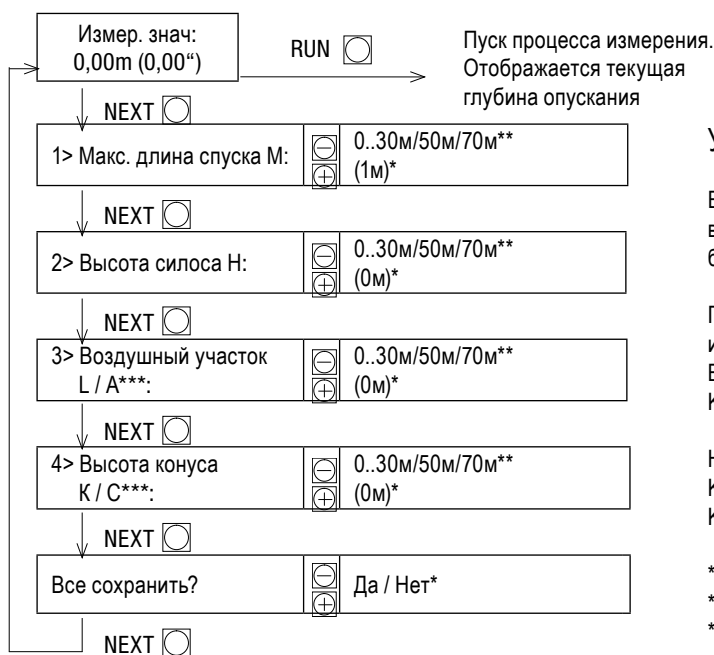 Измер. знач:
0,00m (0,00“)
RUN
Пуск процесса измерения.
Отображается текущая
глубина опускания
NEXT
1> Макс. длина спуска М:
0..30м/50м/70м**
(1м)*
NEXT
2> Высота силоса Н:
0..30м/50м/70м**
(0м)*
NEXT
3> Воздушный участок
L / A***:
0..30м/50м/70м**
(0м)*
NEXT
4> Высота конуса
К / С***:
0..30м/50м/70м**
(0м)*
NEXT
Все сохранить?
Да / Нет*
NEXT
*
*
*